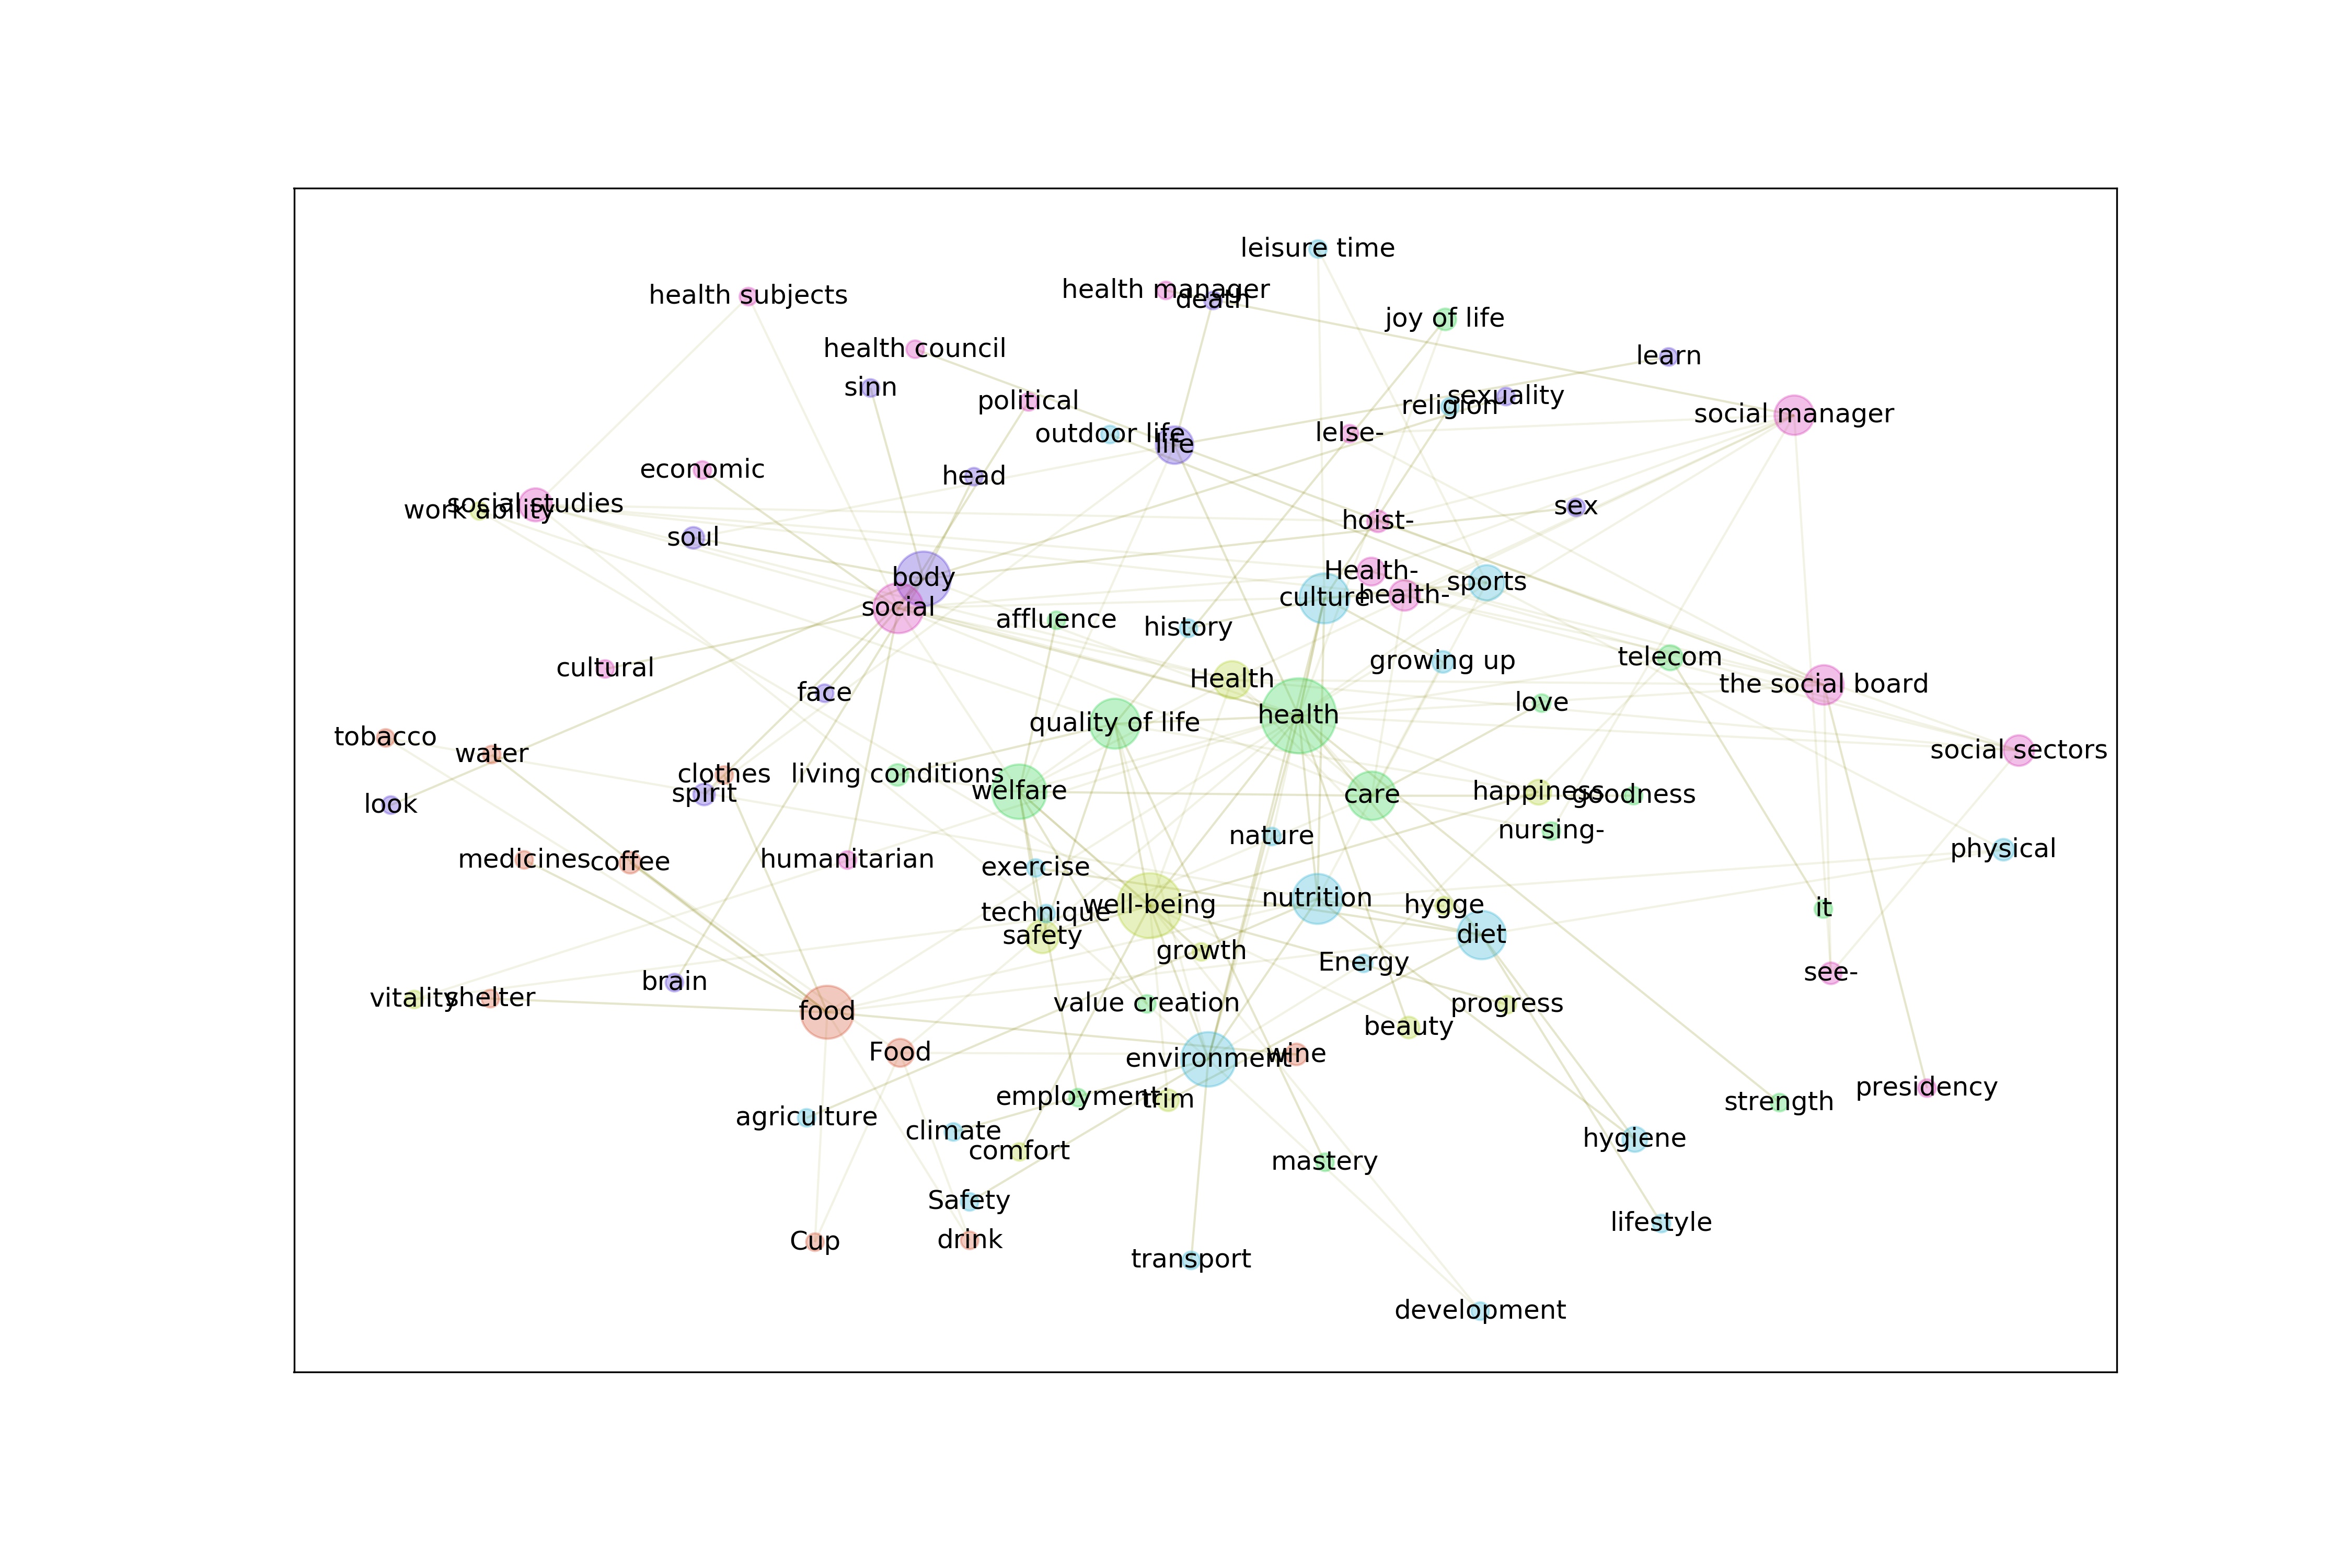 leisure time
health manager
death
health subjects
joy of life
health council
learn
sinn
political
sexuality
religion
social manager
outdoor life
life
lelse-
economic
head
social studies
work ability
sex
hoist-
soul
Health-
body
sports
culture
health-
social
affluence
history
growing up
telecom
cultural
Health
the social board
face
love
health
quality of life
tobacco
water
social sectors
clothes
living conditions
welfare
spirit
care
happiness
goodness
look
nursing-
nature
physical
medicines
coffee
humanitarian
exercise
nutrition
well-being
hygge
it
technique
safety
diet
growth
Energy
see-
brain
vitality
shelter
value creation
progress
food
beauty
Food
environment
wine
presidency
employment
trim
strength
agriculture
climate
hygiene
comfort
mastery
Safety
lifestyle
Cup
drink
transport
development